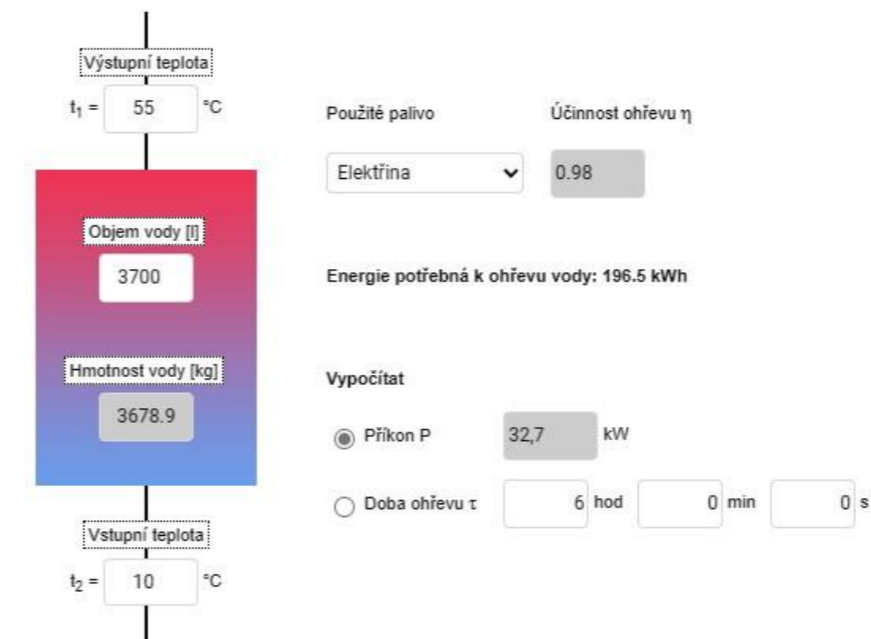 Výstupní teplota
t₁ = 55 °C
Použité palivo Účinnost ohřevu η
Elektřina 0.98
Objem vody [l]
3700
Energie potřebná k ohřevu vody: 196.5 kWh
Hmotnost vody [kg]
3678.9
Vypočítat
Příkon P 32,7 kW
Doba ohřevu τ 6 hod 0 min 0 s
Vstupní teplota
t₂ = 10 °C